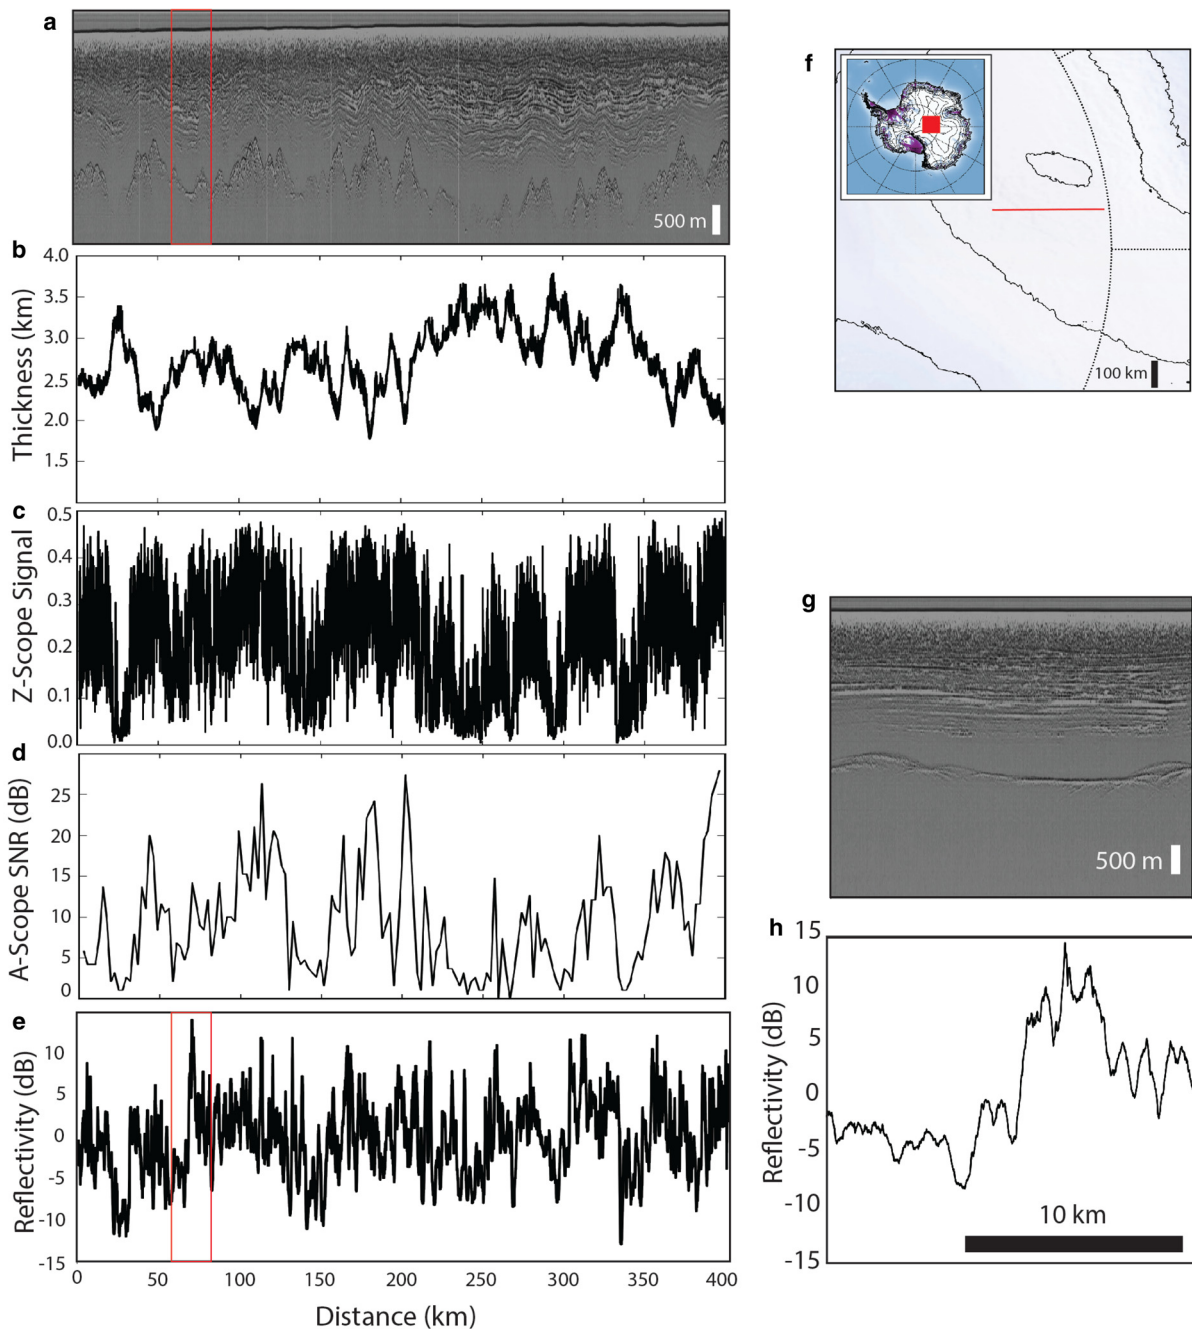 a
500 m
b
4.0
3.5
3.0
2.5
2.0
1.5
Thickness (km)
c
0.5
0.4
0.3
0.2
0.1
0.0
Z-Scope Signal
d
25
20
15
10
5
0
A-Scope SNR (dB)
e
10
5
0
-5
-10
-15
Reflectivity (dB)
0 50 100 150 200 250 300 350 400
Distance (km)
f
100 km
g
500 m
h
15
10
5
0
-5
-10
-15
Reflectivity (dB)
10 km